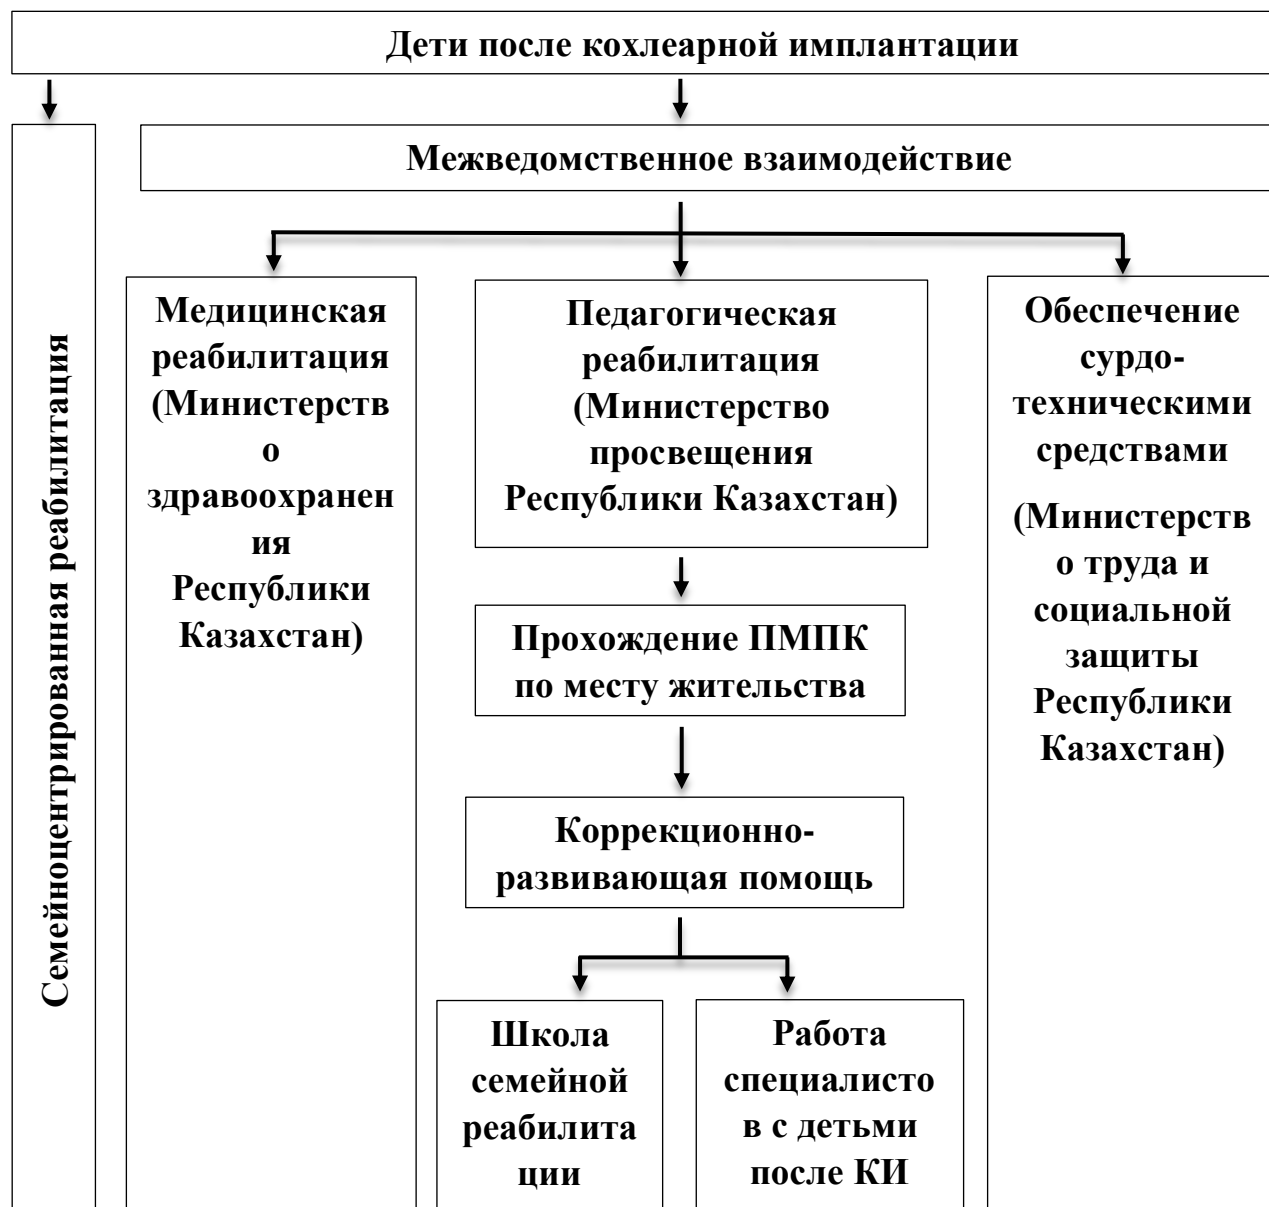 Дети после кохлеарной имплантации
Семейноцентрированная реабилитация
Межведомственное взаимодействие
Медицинская
реабилитация
(Министерств
о
здравоохранен
ия
Республики
Казахстан)
Педагогическая
реабилитация
(Министерство
просвещения
Республики Казахстан)
Прохождение ПМПК
по месту жительства
Коррекционно-
развивающая помощь
Школа
семейной
реабилита
ции
Работа
специалисто
в с детьми
после КИ
Обеспечение
сурдо-
техническими
средствами
(Министерств
о труда и
социальной
защиты
Республики
Казахстан)